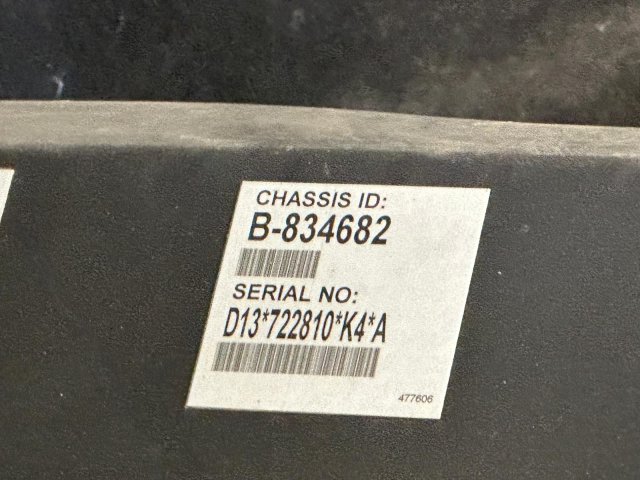 CHASSIS ID:
B-834682
SERIAL NO:
D13*722810*K4*A
477606